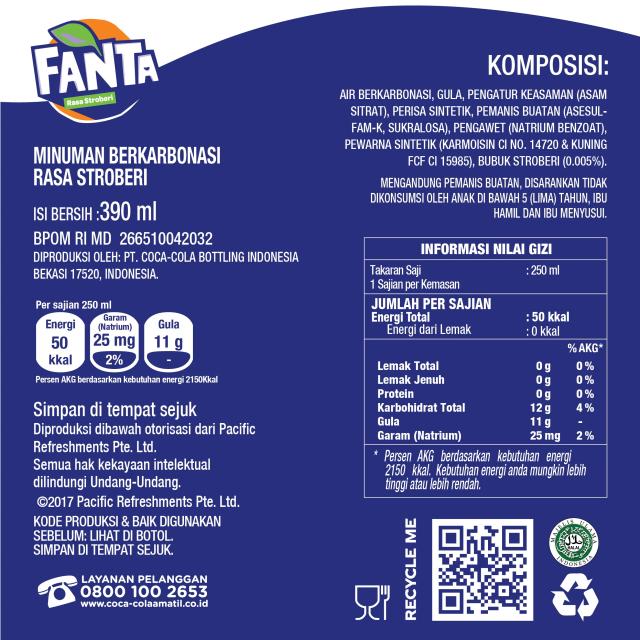 FANTA
Rasa Stroberi
MINUMAN BERKARBONASI
RASA STROBERI
ISI BERSIH :390 ml
BPOM RI MD 266510042032
DIPRODUKSI OLEH: PT. COCA-COLA BOTTLING INDONESIA
BEKASI 17520, INDONESIA.
Per sajian 250 ml
Energi
50
kkal
Garam
(Natrium)
25 mg
2%
Gula
11 g
-
Persen AKG berdasarkan kebutuhan energi 2150Kkal
Simpan di tempat sejuk
Diproduksi dibawah otorisasi dari Pacific
Refreshments Pte. Ltd.
Semua hak kekayaan intelektual
dilindungi Undang-Undang.
©2017 Pacific Refreshments Pte. Ltd.
KODE PRODUKSI & BAIK DIGUNAKAN
SEBELUM: LIHAT DI BOTOL.
SIMPAN DI TEMPAT SEJUK.
LAYANAN PELANGGAN
0800 100 2653
www.coca-colaamatil.co.id
KOMPOSISI:
AIR BERKARBONASI, GULA, PENGATUR KEASAMAN (ASAM
SITRAT), PERISA SINTETIK, PEMANIS BUATAN (ASESUL-
FAM-K, SUKRALOSA), PENGAWET (NATRIUM BENZOAT),
PEWARNA SINTETIK (KARMOISIN CI NO. 14720 & KUNING
FCF CI 15985), BUBUK STROBERI (0.005%).
MENGANDUNG PEMANIS BUATAN, DISARANKAN TIDAK
DIKONSUMSI OLEH ANAK DI BAWAH 5 (LIMA) TAHUN, IBU
HAMIL DAN IBU MENYUSUI.
INFORMASI NILAI GIZI
Takaran Saji : 250 ml
1 Sajian per Kemasan
JUMLAH PER SAJIAN
Energi Total : 50 kkal
Energi dari Lemak : 0 kkal
% AKG*
Lemak Total 0 g 0 %
Lemak Jenuh 0 g 0 %
Protein 0 g 0 %
Karbohidrat Total 12 g 4 %
Gula 11 g -
Garam (Natrium) 25 mg 2 %
* Persen AKG berdasarkan kebutuhan energi
2150 kkal. Kebutuhan energi anda mungkin lebih
tinggi atau lebih rendah.
RECYCLE ME
MAJELIS ULAMA
حلال
HALAL
INDONESIA